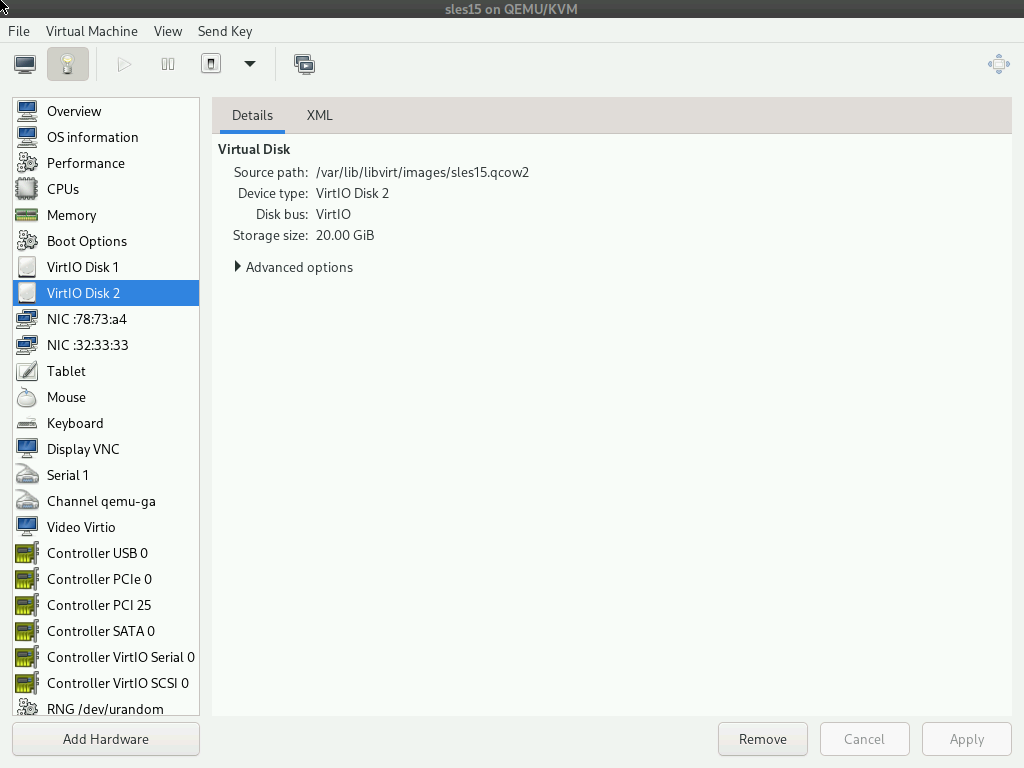 sles15 on QEMU/KVM
File Virtual Machine View Send Key
Overview
OS information
Performance
CPUs
Memory
Boot Options
VirtIO Disk 1
VirtIO Disk 2
NIC :78:73:a4
NIC :32:33:33
Tablet
Mouse
Keyboard
Display VNC
Serial 1
Channel qemu-ga
Video Virtio
Controller USB 0
Controller PCIe 0
Controller PCI 25
Controller SATA 0
Controller VirtIO Serial 0
Controller VirtIO SCSI 0
RNG /dev/urandom
Add Hardware
Details XML
Virtual Disk
Source path: /var/lib/libvirt/images/sles15.qcow2
Device type: VirtIO Disk 2
Disk bus: VirtIO
Storage size: 20.00 GiB
Advanced options
Remove Cancel Apply